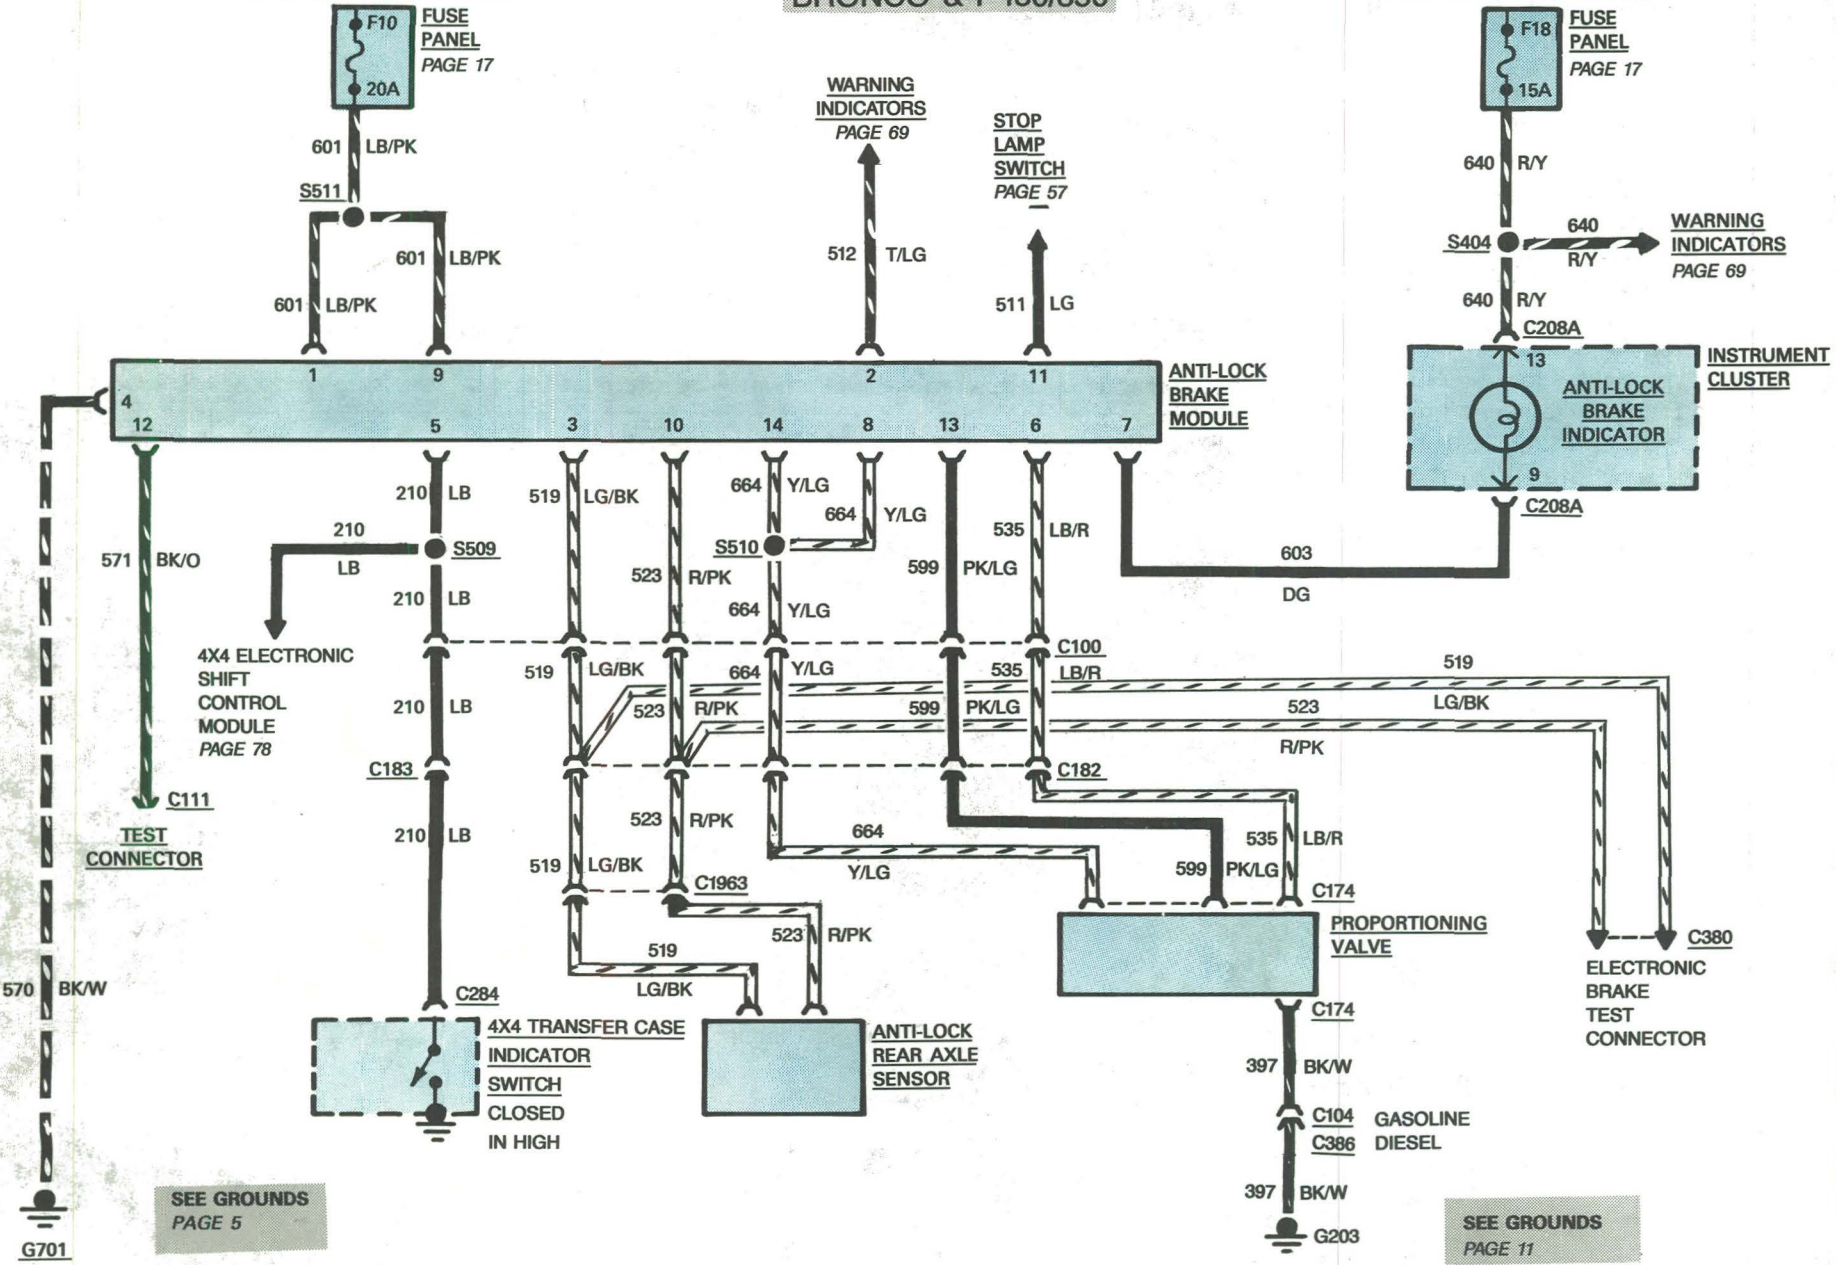 BRONCO & F-150/350
F10
20A
FUSE
PANEL
PAGE 17
601 LB/PK
S511
601 LB/PK
601 LB/PK
WARNING
INDICATORS
PAGE 69
512 T/LG
STOP
LAMP
SWITCH
PAGE 57
511 LG
F18
15A
FUSE
PANEL
PAGE 17
640 R/Y
S404
640
R/Y
WARNING
INDICATORS
PAGE 69
640 R/Y
C208A
13
ANTI-LOCK
BRAKE
INDICATOR
9
INSTRUMENT
CLUSTER
C208A
1 9 2 11
4
12 5 3 10 14 8 13 6 7
ANTI-LOCK
BRAKE
MODULE
210 LB
519 LG/BK
664 Y/LG
664 Y/LG
535 LB/R
210
LB
S509
S510
571 BK/O
523 R/PK
599 PK/LG
603
DG
210 LB
664 Y/LG
C100
4X4 ELECTRONIC
SHIFT
CONTROL
MODULE
PAGE 78
519 LG/BK
664 Y/LG
535 LB/R
519
LG/BK
210 LB
523 R/PK
599 PK/LG
523
R/PK
C183
C182
C111
TEST
CONNECTOR
210 LB
523 R/PK
664
Y/LG
535 LB/R
519 LG/BK
599 PK/LG
C1963
C174
523 R/PK
PROPORTIONING
VALVE
C380
ELECTRONIC
BRAKE
TEST
CONNECTOR
519
LG/BK
570 BK/W
C284
4X4 TRANSFER CASE
INDICATOR
SWITCH
CLOSED
IN HIGH
ANTI-LOCK
REAR AXLE
SENSOR
C174
397 BK/W
C104 GASOLINE
C386 DIESEL
397 BK/W
G203
SEE GROUNDS
PAGE 5
G701
SEE GROUNDS
PAGE 11